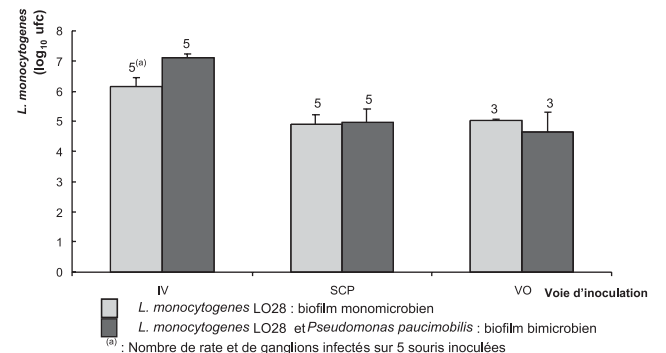 L. monocytogenes
(log10 ufc)
8
7
6
5
4
3
2
1
0
5(a)
5
5
5
3
3
IV
SCP
VO
Voie d'inoculation
L. monocytogenes LO28 : biofilm monomicrobien
L. monocytogenes LO28 et Pseudomonas paucimobilis : biofilm bimicrobien
(a) : Nombre de rate et de ganglions infectés sur 5 souris inoculées